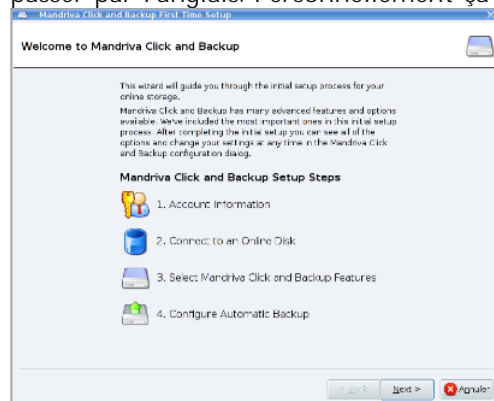 passer par l'anglais. Personnellement ça
Mandriva Click and Backup First Time Setup
Welcome to Mandriva Click and Backup
This wizard will guide you through the initial setup process for your
online storage.
Mandriva Click and Backup has many advanced features and options
available. We've included the most important ones in this initial setup
process. After completing the initial setup you can see all of the
options and change your settings at any time in the Mandriva Click
and Backup configuration dialog.
Mandriva Click and Backup Setup Steps
1. Account Information
2. Connect to an Online Disk
3. Select Mandriva Click and Backup Features
4. Configure Automatic Backup
< Back Next > Annuler